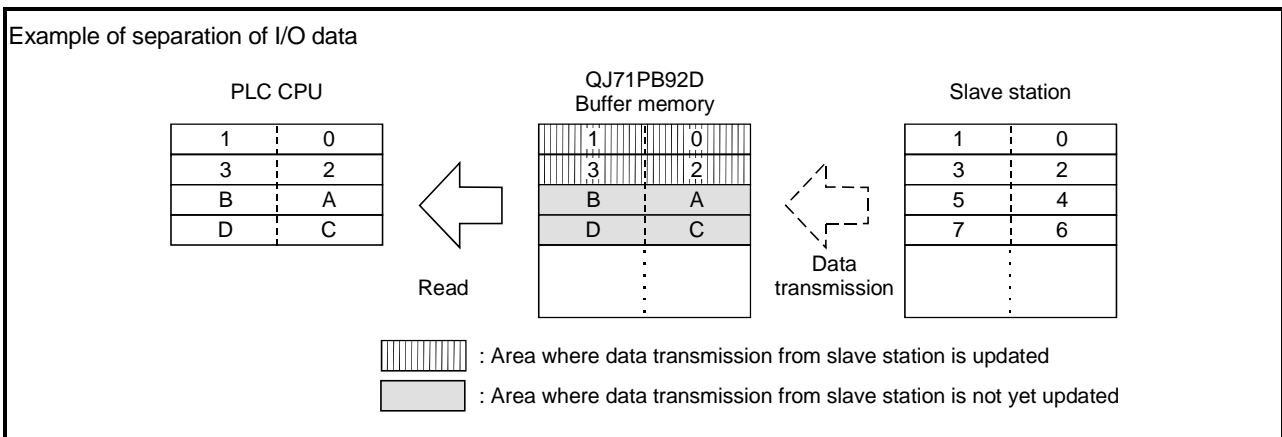 Example of separation of I/O data
PLC CPU
QJ71PB92D
Buffer memory
Slave station
1 0
3 2
B A
D C
1 0
3 2
B A
D C
1 0
3 2
5 4
7 6
Read
Data
transmission
: Area where data transmission from slave station is updated
: Area where data transmission from slave station is not yet updated